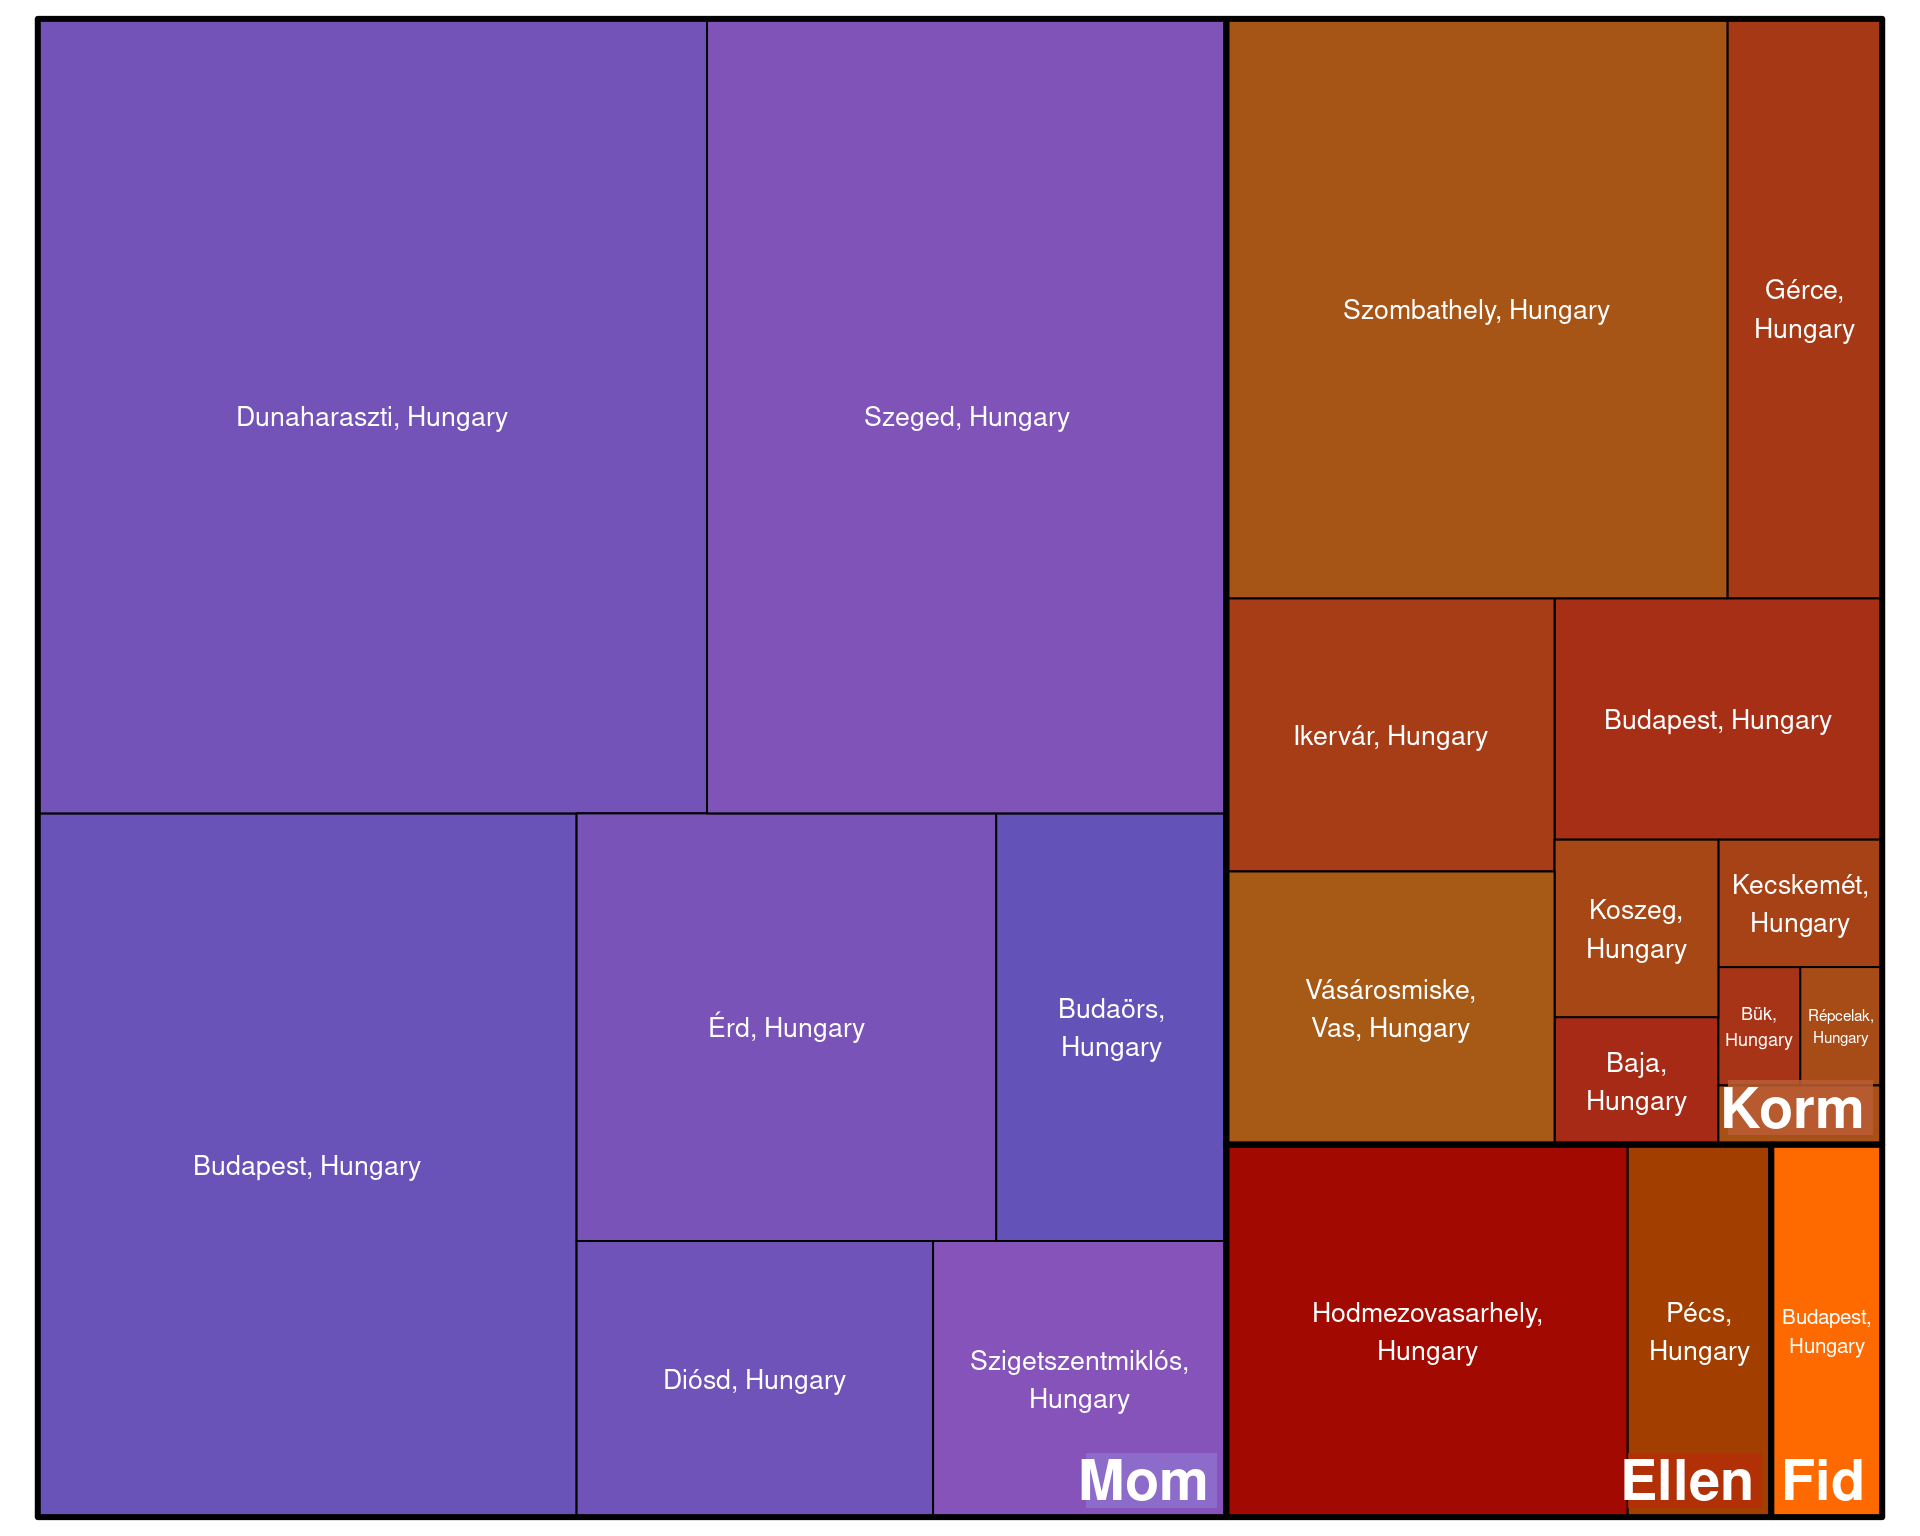 Dunaharaszti, Hungary
Szeged, Hungary
Budapest, Hungary
Érd, Hungary
Budaörs,
Hungary
Diósd, Hungary
Szigetszentmiklós,
Hungary
Mom
Szombathely, Hungary
Gérce,
Hungary
Ikervár, Hungary
Budapest, Hungary
Vásárosmiske,
Vas, Hungary
Koszeg,
Hungary
Kecskemét,
Hungary
Baja,
Hungary
Bük,
Hungary
Répcelak,
Hungary
Korm
Hodmezovasarhely,
Hungary
Pécs,
Hungary
Ellen
Budapest,
Hungary
Fid